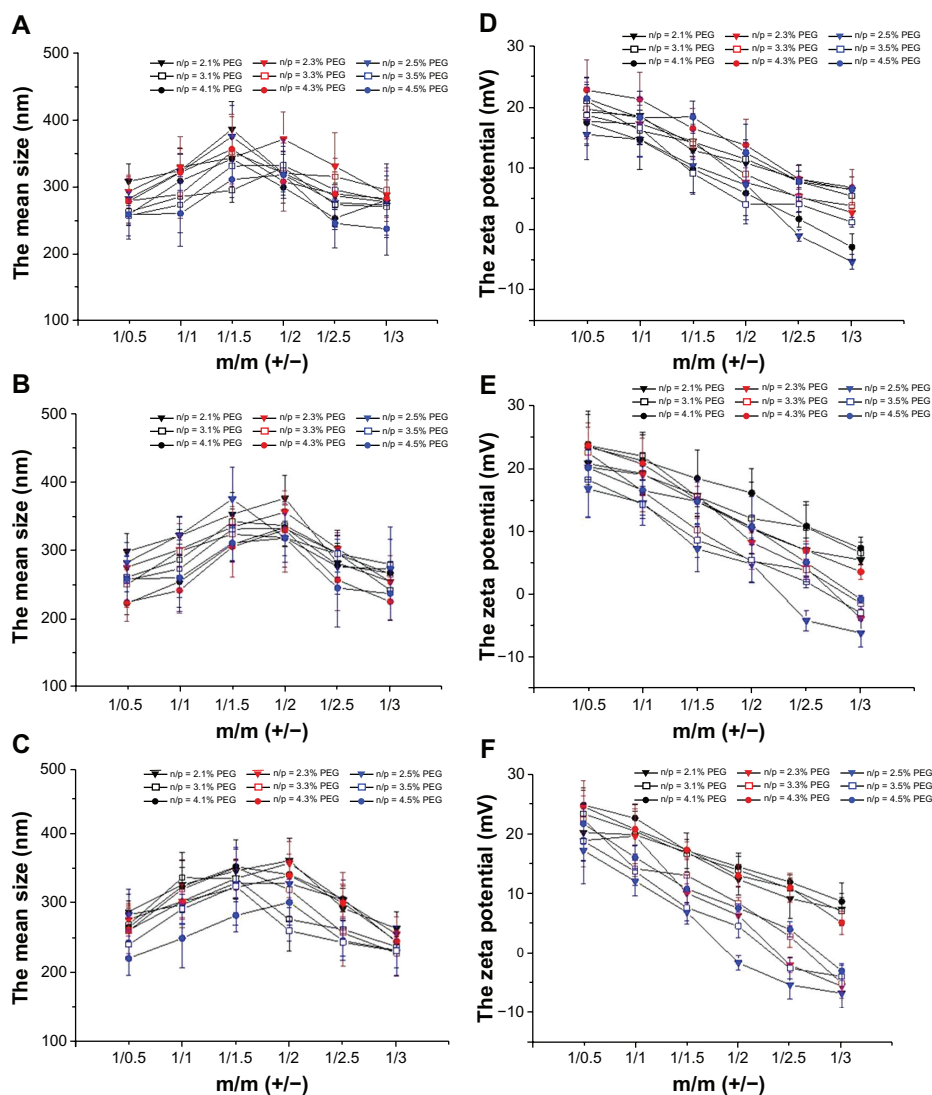 A
500
400
300
200
100
The mean size (nm)
n/p = 2.1% PEG n/p = 2.3% PEG n/p = 2.5% PEG
n/p = 3.1% PEG n/p = 3.3% PEG n/p = 3.5% PEG
n/p = 4.1% PEG n/p = 4.3% PEG n/p = 4.5% PEG
1/0.5 1/1 1/1.5 1/2 1/2.5 1/3
m/m (+/−)
D
30
20
10
0
−10
The zeta potential (mV)
n/p = 2.1% PEG n/p = 2.3% PEG n/p = 2.5% PEG
n/p = 3.1% PEG n/p = 3.3% PEG n/p = 3.5% PEG
n/p = 4.1% PEG n/p = 4.3% PEG n/p = 4.5% PEG
1/0.5 1/1 1/1.5 1/2 1/2.5 1/3
m/m (+/−)
B
500
400
300
200
100
The mean size (nm)
n/p = 2.1% PEG n/p = 2.3% PEG n/p = 2.5% PEG
n/p = 3.1% PEG n/p = 3.3% PEG n/p = 3.5% PEG
n/p = 4.1% PEG n/p = 4.3% PEG n/p = 4.5% PEG
1/0.5 1/1 1/1.5 1/2 1/2.5 1/3
m/m (+/−)
E
30
20
10
0
−10
The zeta potential (mV)
n/p = 2.1% PEG n/p = 2.3% PEG n/p = 2.5% PEG
n/p = 3.1% PEG n/p = 3.3% PEG n/p = 3.5% PEG
n/p = 4.1% PEG n/p = 4.3% PEG n/p = 4.5% PEG
1/0.5 1/1 1/1.5 1/2 1/2.5 1/3
m/m (+/−)
C
500
400
300
200
100
The mean size (nm)
n/p = 2.1% PEG n/p = 2.3% PEG n/p = 2.5% PEG
n/p = 3.1% PEG n/p = 3.3% PEG n/p = 3.5% PEG
n/p = 4.1% PEG n/p = 4.3% PEG n/p = 4.5% PEG
1/0.5 1/1 1/1.5 1/2 1/2.5 1/3
m/m (+/−)
F
30
20
10
0
−10
The zeta potential (mV)
n/p = 2.1% PEG n/p = 2.3% PEG n/p = 2.5% PEG
n/p = 3.1% PEG n/p = 3.3% PEG n/p = 3.5% PEG
n/p = 4.1% PEG n/p = 4.3% PEG n/p = 4.5% PEG
1/0.5 1/1 1/1.5 1/2 1/2.5 1/3
m/m (+/−)